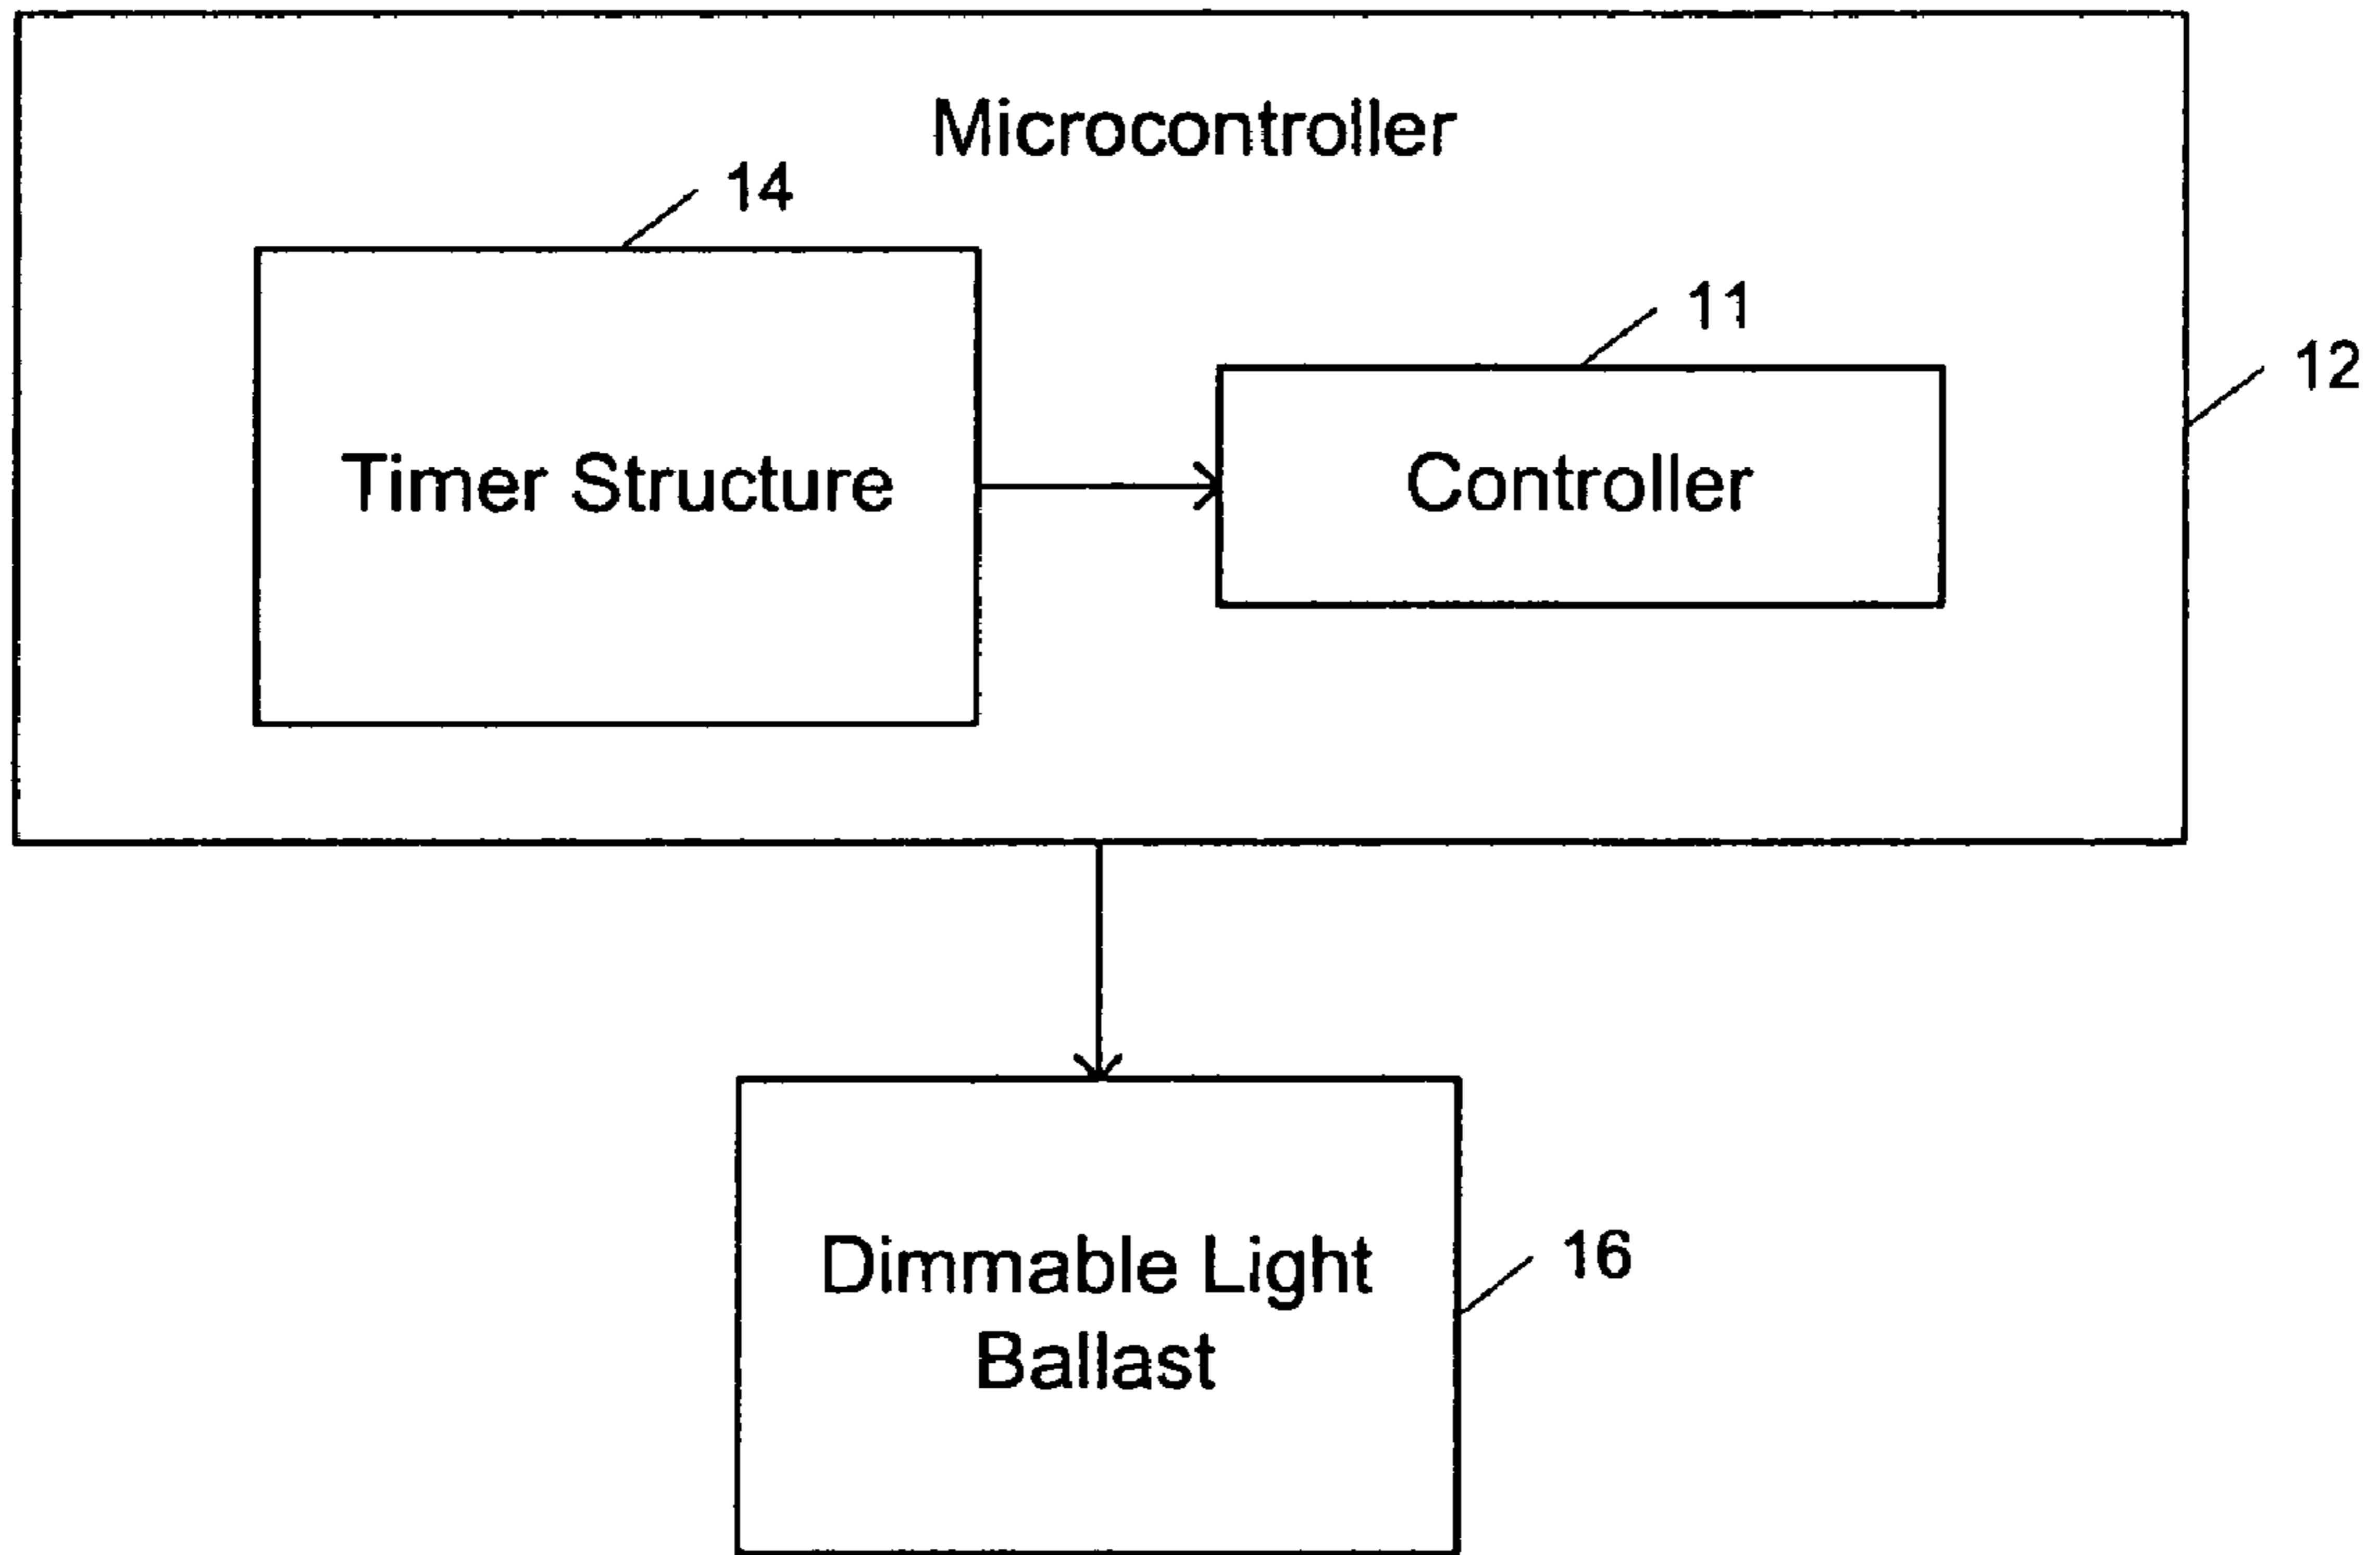 Microcontroller
14
11
12
Timer Structure
Controller
Dimmable Light
Ballast
16